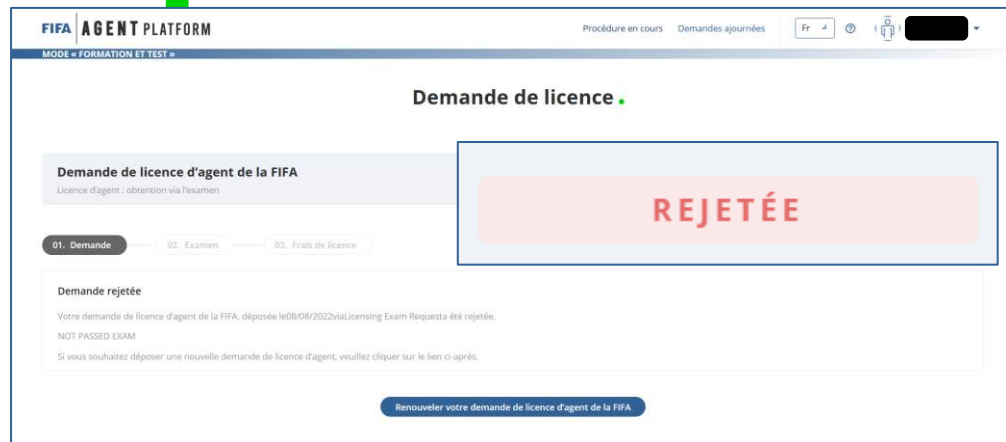 FIFA AGENT PLATFORM
Procédure en cours Demandes ajournées Fr
MODE « FORMATION ET TEST »
Demande de licence
Demande de licence d'agent de la FIFA
Licence d'agent : obtention via l'examen
REJETÉE
01. Demande 02. Examen 03. Frais de licence
Demande rejetée
Votre demande de licence d'agent de la FIFA, déposée le08/08/2022viaLicensing Exam Requesta été rejetée.
NOT PASSED EXAM
Si vous souhaitez déposer une nouvelle demande de licence d'agent, veuillez cliquer sur le lien ci-après.
Renouveler votre demande de licence d'agent de la FIFA